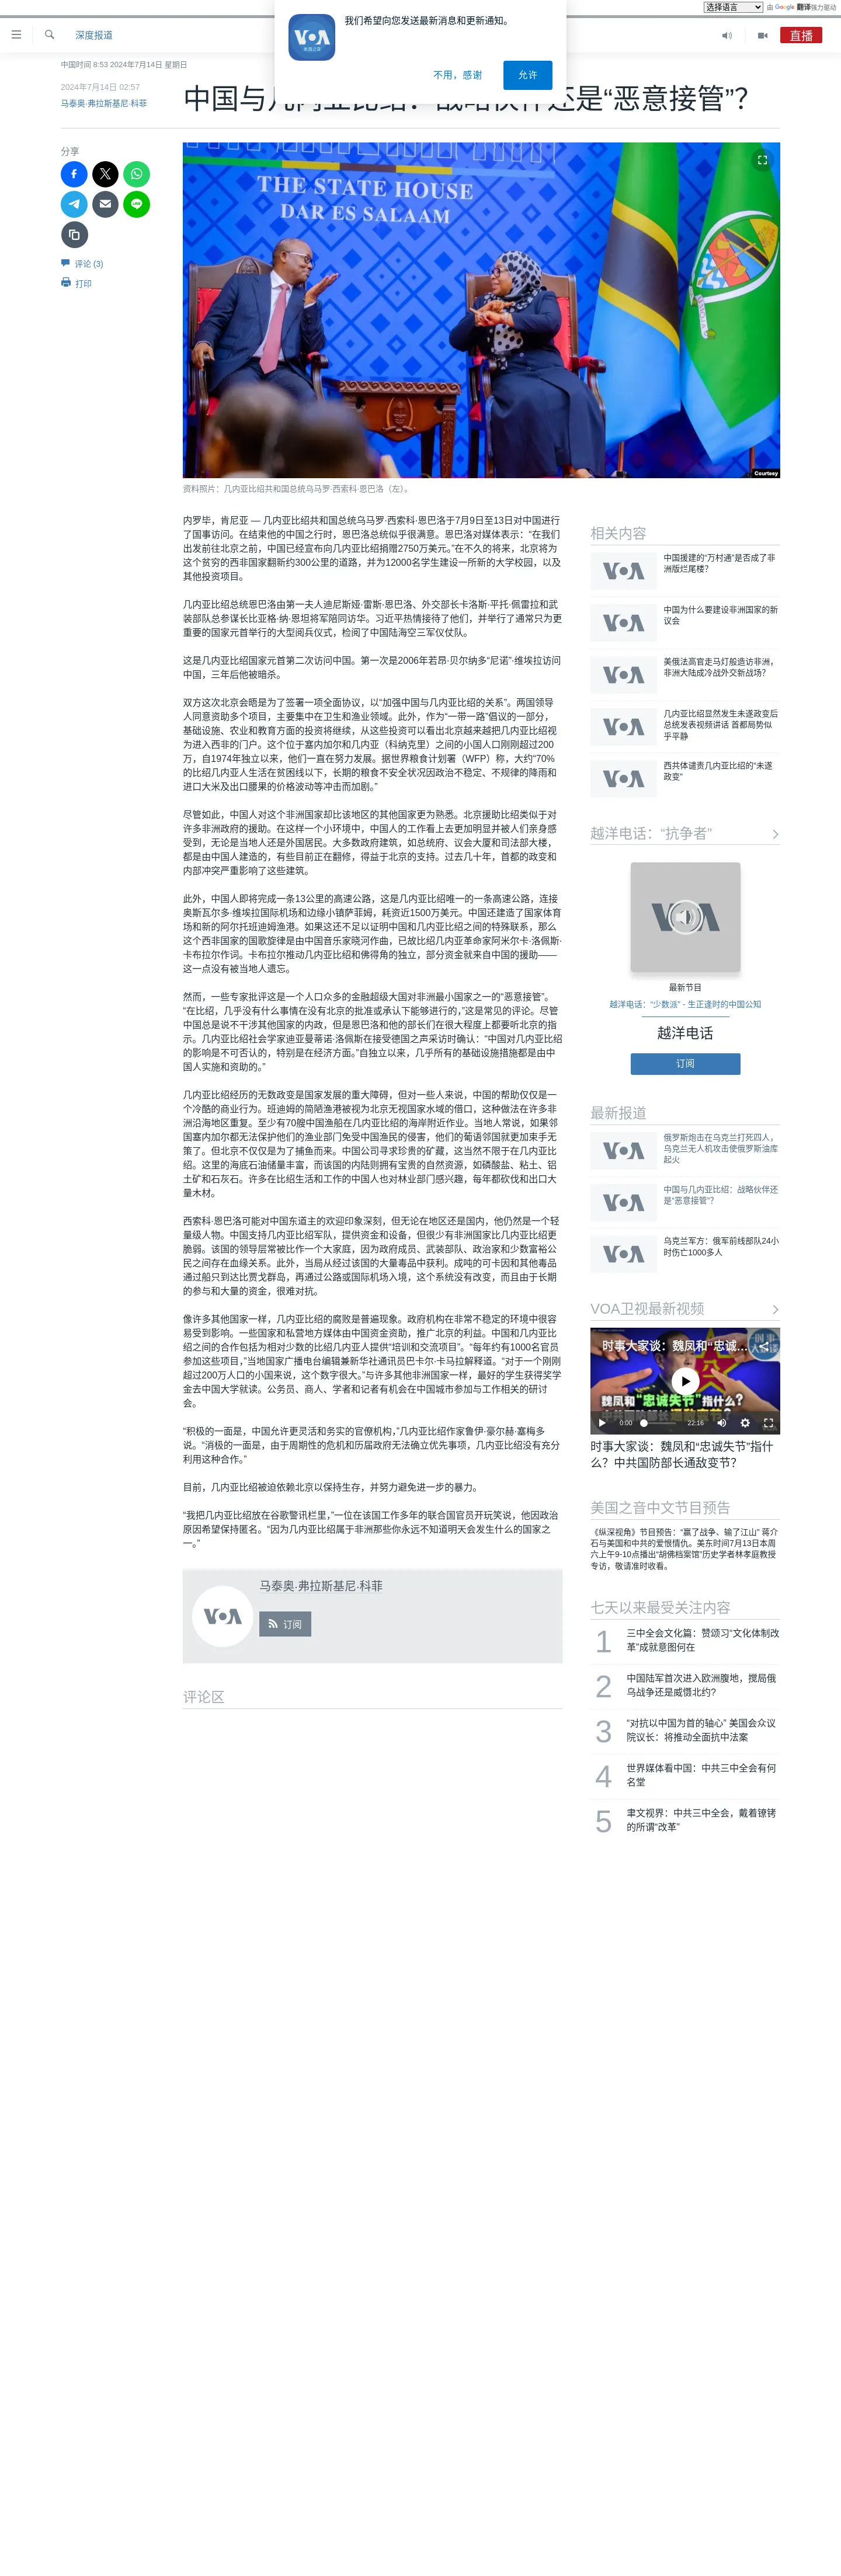 选择语言 由 Google 翻译强力驱动
深度报道
直播
VOA
美国之音
我们希望向您发送最新消息和更新通知。
不用，感谢
允许
中国时间 8:53 2024年7月14日 星期日
2024年7月14日 02:57
马泰奥·弗拉斯基尼·科菲
中国与几内亚比绍：战略伙伴还是“恶意接管”？
分享
评论 (3)
打印
THE STATE HOUSE
DAR ES SALAAM
Courtesy
资料照片：几内亚比绍共和国总统乌马罗·西索科·恩巴洛（左）。
内罗毕，肯尼亚 — 几内亚比绍共和国总统乌马罗·西索科·恩巴洛于7月9日至13日对中国进行
了国事访问。在结束他的中国之行时，恩巴洛总统似乎很满意。恩巴洛对媒体表示：“在我们
出发前往北京之前，中国已经宣布向几内亚比绍捐赠2750万美元。”在不久的将来，北京将为
这个贫穷的西非国家翻新约300公里的道路，并为12000名学生建设一所新的大学校园，以及
其他投资项目。
几内亚比绍总统恩巴洛由第一夫人迪尼斯娅·雷斯·恩巴洛、外交部长卡洛斯·平托·佩雷拉和武
装部队总参谋长比亚格·纳·恩坦将军陪同访华。习近平热情接待了他们，并举行了通常只为更
重要的国家元首举行的大型阅兵仪式，检阅了中国陆海空三军仪仗队。
这是几内亚比绍国家元首第二次访问中国。第一次是2006年若昂·贝尔纳多“尼诺”·维埃拉访问
中国，三年后他被暗杀。
双方这次北京会晤是为了签署一项全面协议，以“加强中国与几内亚比绍的关系”。两国领导
人同意资助多个项目，主要集中在卫生和渔业领域。此外，作为“一带一路”倡议的一部分，
基础设施、农业和教育方面的投资将继续，从这些投资可以看出北京越来越把几内亚比绍视
为进入西非的门户。这个位于塞内加尔和几内亚（科纳克里）之间的小国人口刚刚超过200
万，自1974年独立以来，他们一直在努力发展。据世界粮食计划署（WFP）称，大约“70%
的比绍几内亚人生活在贫困线以下，长期的粮食不安全状况因政治不稳定、不规律的降雨和
进口大米及出口腰果的价格波动等冲击而加剧。”
尽管如此，中国人对这个非洲国家却比该地区的其他国家更为熟悉。北京援助比绍类似于对
许多非洲政府的援助。在这样一个小环境中，中国人的工作看上去更加明显并被人们亲身感
受到，无论是当地人还是外国居民。大多数政府建筑，如总统府、议会大厦和司法部大楼，
都是由中国人建造的，有些目前正在翻修，得益于北京的支持。过去几十年，首都的政变和
内部冲突严重影响了这些建筑。
此外，中国人即将完成一条13公里的高速公路，这是几内亚比绍唯一的一条高速公路，连接
奥斯瓦尔多·维埃拉国际机场和边缘小镇萨菲姆，耗资近1500万美元。中国还建造了国家体育
场和新的阿尔托班迪姆渔港。如果这还不足以证明中国和几内亚比绍之间的特殊联系，那么
这个西非国家的国歌旋律是由中国音乐家晓河作曲，已故比绍几内亚革命家阿米尔卡·洛佩斯·
卡布拉尔作词。卡布拉尔推动几内亚比绍和佛得角的独立，部分资金就来自中国的援助——
这一点没有被当地人遗忘。
然而，一些专家批评这是一个人口众多的金融超级大国对非洲最小国家之一的“恶意接管”。
“在比绍，几乎没有什么事情在没有北京的批准或承认下能够进行的，”这是常见的评论。尽管
中国总是说不干涉其他国家的内政，但是恩巴洛和他的部长们在很大程度上都要听北京的指
示。几内亚比绍社会学家迪亚曼蒂诺·洛佩斯在接受德国之声采访时确认：“中国对几内亚比绍
的影响是不可否认的，特别是在经济方面。”自独立以来，几乎所有的基础设施措施都是由中
国人实施和资助的。”
几内亚比绍经历的无数政变是国家发展的重大障碍，但对一些人来说，中国的帮助仅仅是一
个冷酷的商业行为。班迪姆的简陋渔港被视为北京无视国家水域的借口，这种做法在许多非
洲沿海地区重复。至少有70艘中国渔船在几内亚比绍的海岸附近作业。当地人常说，如果邻
国塞内加尔都无法保护他们的渔业部门免受中国渔民的侵害，他们的葡语邻国就更加束手无
策了。但北京不仅仅是为了捕鱼而来。中国公司寻求珍贵的矿藏，这当然不限于在几内亚比
绍。这里的海底石油储量丰富，而该国的内陆则拥有宝贵的自然资源，如磷酸盐、粘土、铝
土矿和石灰石。许多在比绍生活和工作的中国人也对林业部门感兴趣，每年都砍伐和出口大
量木材。
西索科·恩巴洛可能对中国东道主的欢迎印象深刻，但无论在地区还是国内，他仍然是一个轻
量级人物。中国支持几内亚比绍军队，提供资金和设备，但很少有非洲国家比几内亚比绍更
脆弱。该国的领导层常被比作一个大家庭，因为政府成员、武装部队、政治家和少数富裕公
民之间存在血缘关系。此外，当局从经过该国的大量毒品中获利。成吨的可卡因和其他毒品
通过船只到达比贾戈群岛，再通过公路或国际机场入境，这个系统没有改变，而且由于长期
的参与和大量的资金，很难对抗。
像许多其他国家一样，几内亚比绍的腐败是普遍现象。政府机构在非常不稳定的环境中很容
易受到影响。一些国家和私营地方媒体由中国资金资助，推广北京的利益。中国和几内亚比
绍之间的合作包括为相对少数的比绍几内亚人提供“培训和交流项目”。“每年约有1000名官员
参加这些项目，”当地国家广播电台编辑兼新华社通讯员巴卡尔·卡马拉解释道。“对于一个刚刚
超过200万人口的小国来说，这个数字很大。”与许多其他非洲国家一样，最好的学生获得奖学
金去中国大学就读。公务员、商人、学者和记者有机会在中国城市参加与工作相关的研讨
会。
“积极的一面是，中国允许更灵活和务实的官僚机构，”几内亚比绍作家鲁伊·豪尔赫·塞梅多
说。“消极的一面是，由于周期性的危机和历届政府无法确立优先事项，几内亚比绍没有充分
利用这种合作。”
目前，几内亚比绍被迫依赖北京以保持生存，并努力避免进一步的暴力。
“我把几内亚比绍放在谷歌警讯栏里，”一位在该国工作多年的联合国官员开玩笑说，他因政治
原因希望保持匿名。“因为几内亚比绍属于非洲那些你永远不知道明天会发生什么的国家之
一。”
VOA
马泰奥·弗拉斯基尼·科菲
订阅
评论区
相关内容
VOA
中国援建的“万村通”是否成了非
洲版烂尾楼？
VOA
中国为什么要建设非洲国家的新
议会
VOA
美俄法高官走马灯般造访非洲，
非洲大陆成冷战外交新战场？
VOA
几内亚比绍显然发生未遂政变后
总统发表视频讲话 首都局势似
乎平静
VOA
西共体谴责几内亚比绍的“未遂
政变”
越洋电话：“抗争者”
VOA
最新节目
越洋电话：“少数派” - 生正逢时的中国公知
越洋电话
订阅
最新报道
VOA
俄罗斯炮击在乌克兰打死四人，
乌克兰无人机攻击使俄罗斯油库
起火
VOA
中国与几内亚比绍：战略伙伴还
是“恶意接管”？
VOA
乌克兰军方：俄军前线部队24小
时伤亡1000多人
VOA卫视最新视频
时事大家谈：魏凤和“忠诚...
魏凤和“忠诚失节”指什么？
0:00
22:16
时事大家谈：魏凤和“忠诚失节”指什
么？中共国防部长通敌变节？
美国之音中文节目预告
《纵深视角》节目预告：“赢了战争、输了江山” 蒋介
石与美国和中共的爱恨情仇。美东时间7月13日本周
六上午9-10点播出“胡佛档案馆”历史学者林孝庭教授
专访，敬请准时收看。
七天以来最受关注内容
1 三中全会文化篇：赞颂习“文化体制改
革”成就意图何在
2 中国陆军首次进入欧洲腹地，搅局俄
乌战争还是威慑北约?
3 “对抗以中国为首的轴心” 美国会众议
院议长：将推动全面抗中法案
4 世界媒体看中国：中共三中全会有何
名堂
5 聿文视界：中共三中全会，戴着镣铐
的所谓“改革”